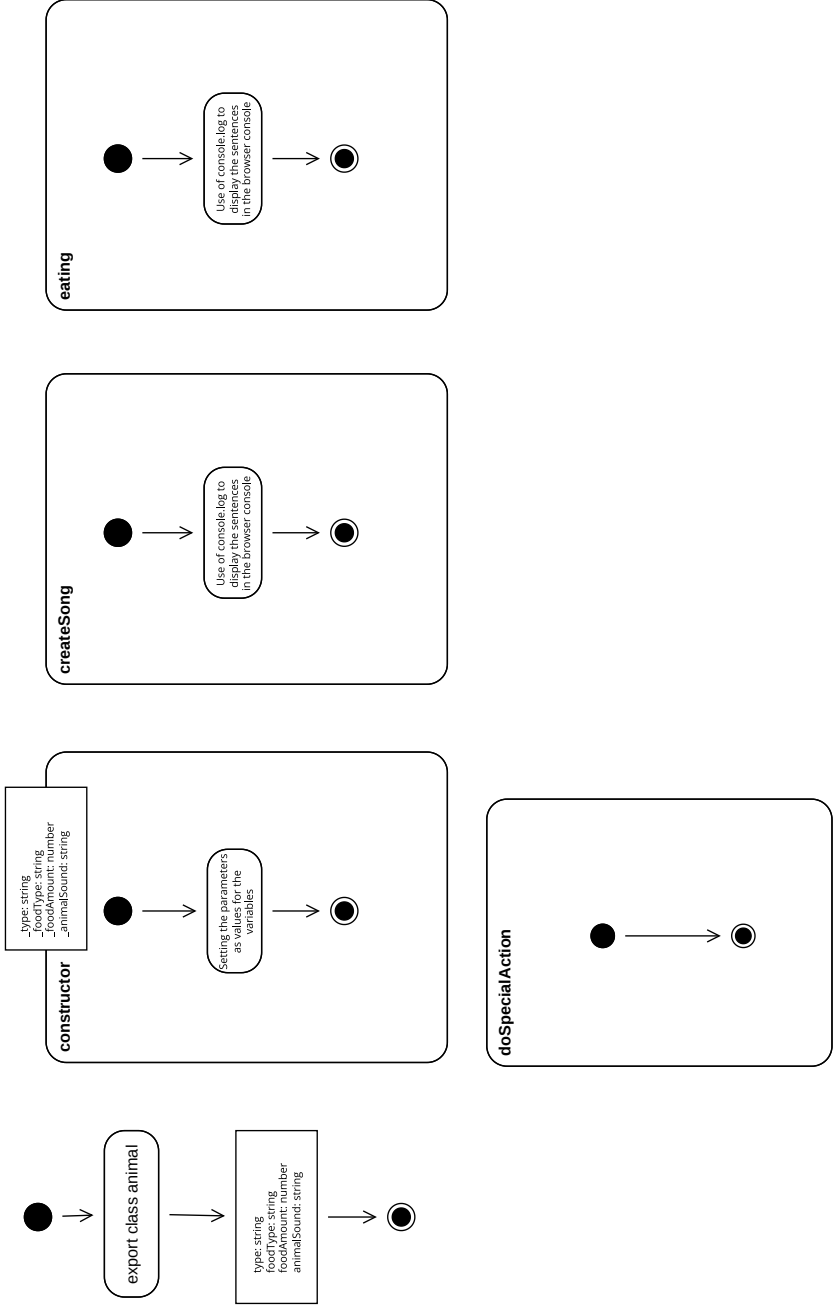 export class animal
type: string
foodType: string
foodAmount: number
animalSound: string
constructor
_type: string
_foodType: string
_foodAmount: number
_animalSound: string
Setting the parameters
as values for the
variables
createSong
Use of console.log to
display the sentences
in the browser console
eating
Use of console.log to
display the sentences
in the browser console
doSpecialAction